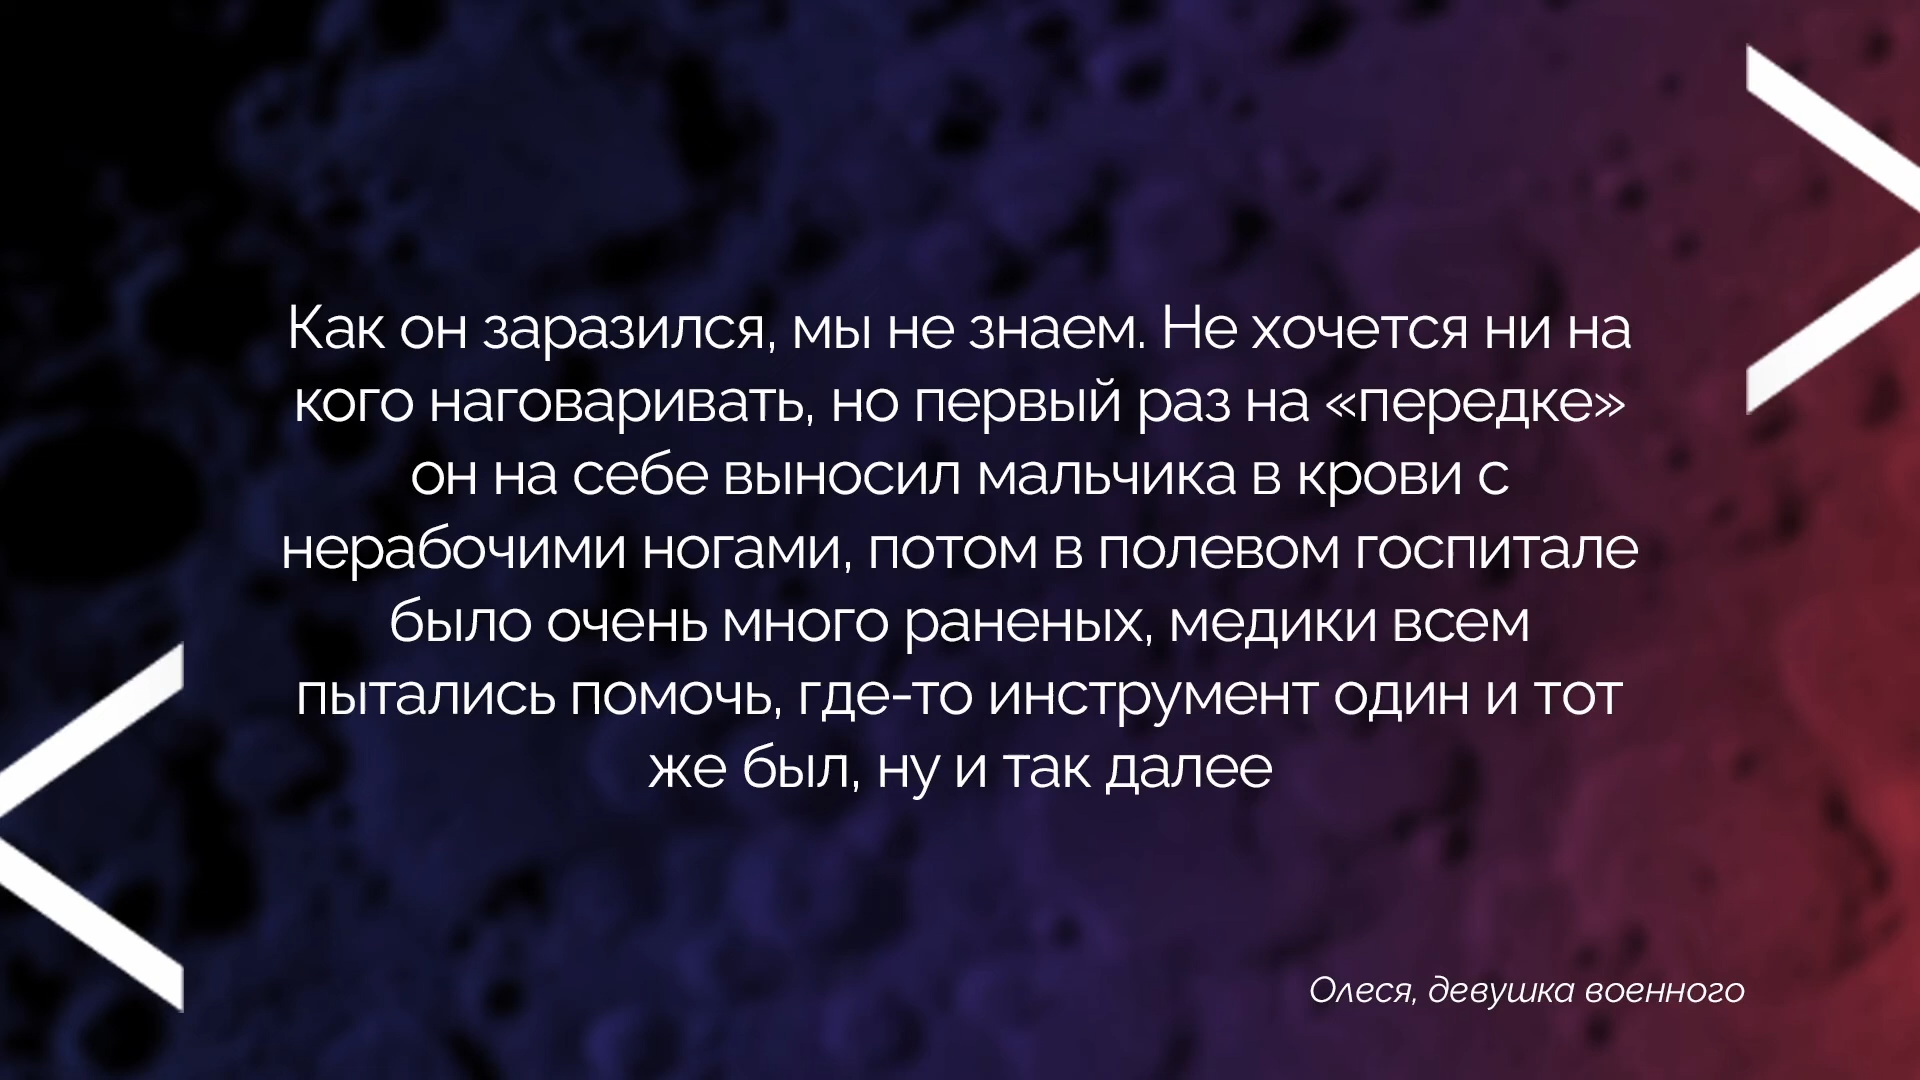 Как он заразился, мы не знаем. Не хочется ни на
кого наговаривать, но первый раз на «передке»
он на себе выносил мальчика в крови с
нерабочими ногами, потом в полевом госпитале
было очень много раненых, медики всем
пытались помочь, где-то инструмент один и тот
же был, ну и так далее
Олеся, девушка военного